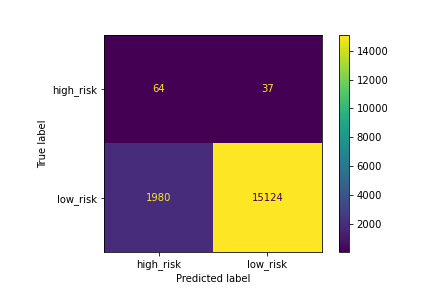 14000
high_risk 64 37 12000
10000
True label
8000
6000
low_risk 1980 15124 4000
2000
high_risk low_risk
Predicted label